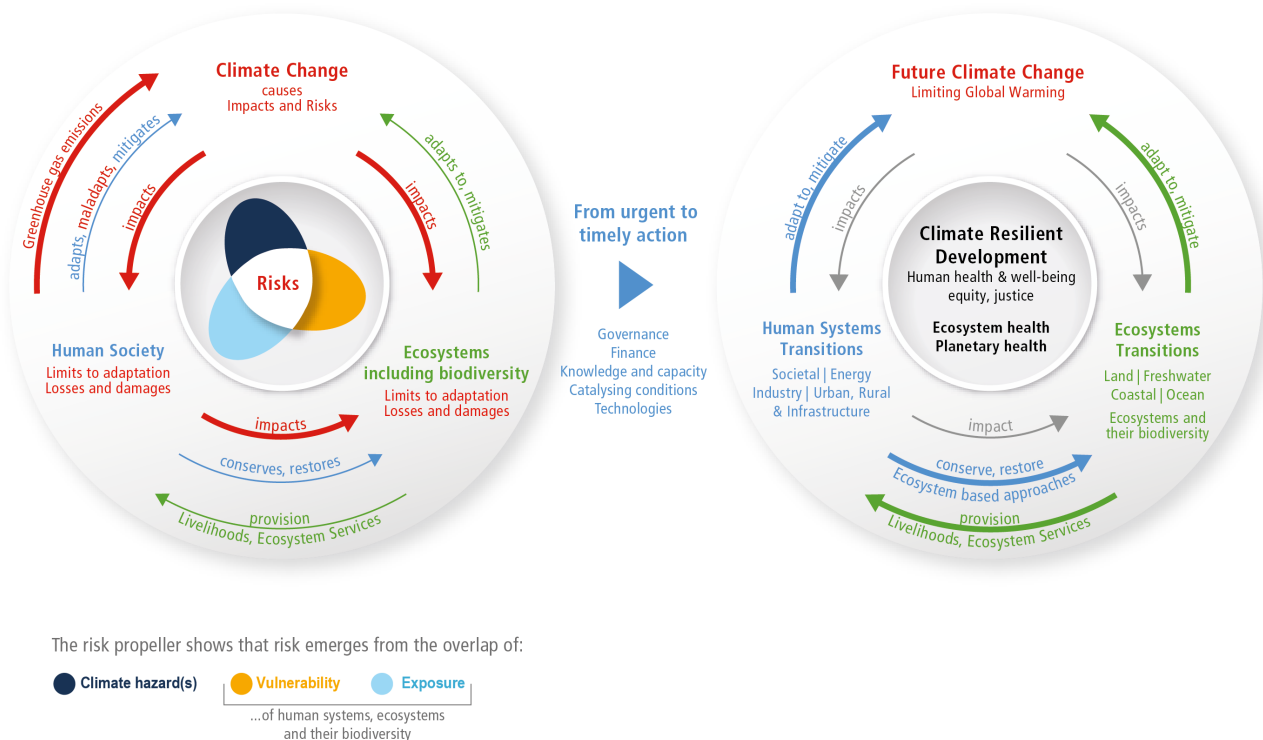 Climate Change
causes
Impacts and Risks
Greenhouse gas emissions
adapts, maladapts, mitigates
impacts
impacts
adapts to, mitigates
Risks
Human Society
Limits to adaptation
Losses and damages
Ecosystems
including biodiversity
Limits to adaptation
Losses and damages
impacts
conserves, restores
provision
Livelihoods, Ecosystem Services
From urgent to
timely action
Governance
Finance
Knowledge and capacity
Catalysing conditions
Technologies
Future Climate Change
Limiting Global Warming
adapt to, mitigate
impacts
impacts
adapt to, mitigate
Climate Resilient
Development
Human health & well-being
equity, justice
Ecosystem health
Planetary health
Human Systems
Transitions
Societal | Energy
Industry | Urban, Rural
& Infrastructure
Ecosystems
Transitions
Land | Freshwater
Coastal | Ocean
Ecosystems and
their biodiversity
impact
conserve, restore
Ecosystem based approaches
provision
Livelihoods, Ecosystem Services
The risk propeller shows that risk emerges from the overlap of:
Climate hazard(s)
Vulnerability
Exposure
...of human systems, ecosystems
and their biodiversity